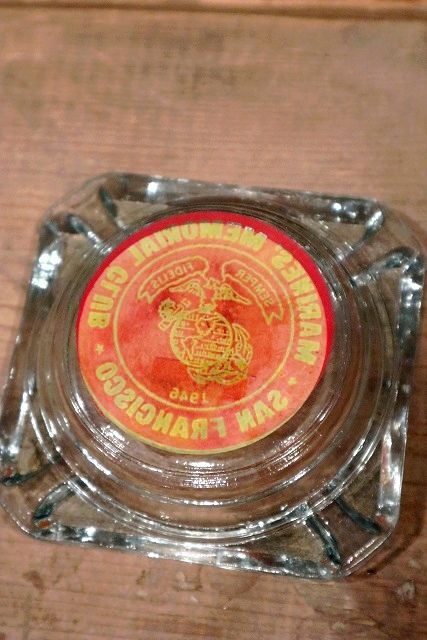 MARINES MEMORIAL CLUB
SEMPER FIDELIS
1946
* SAN FRANCISCO *